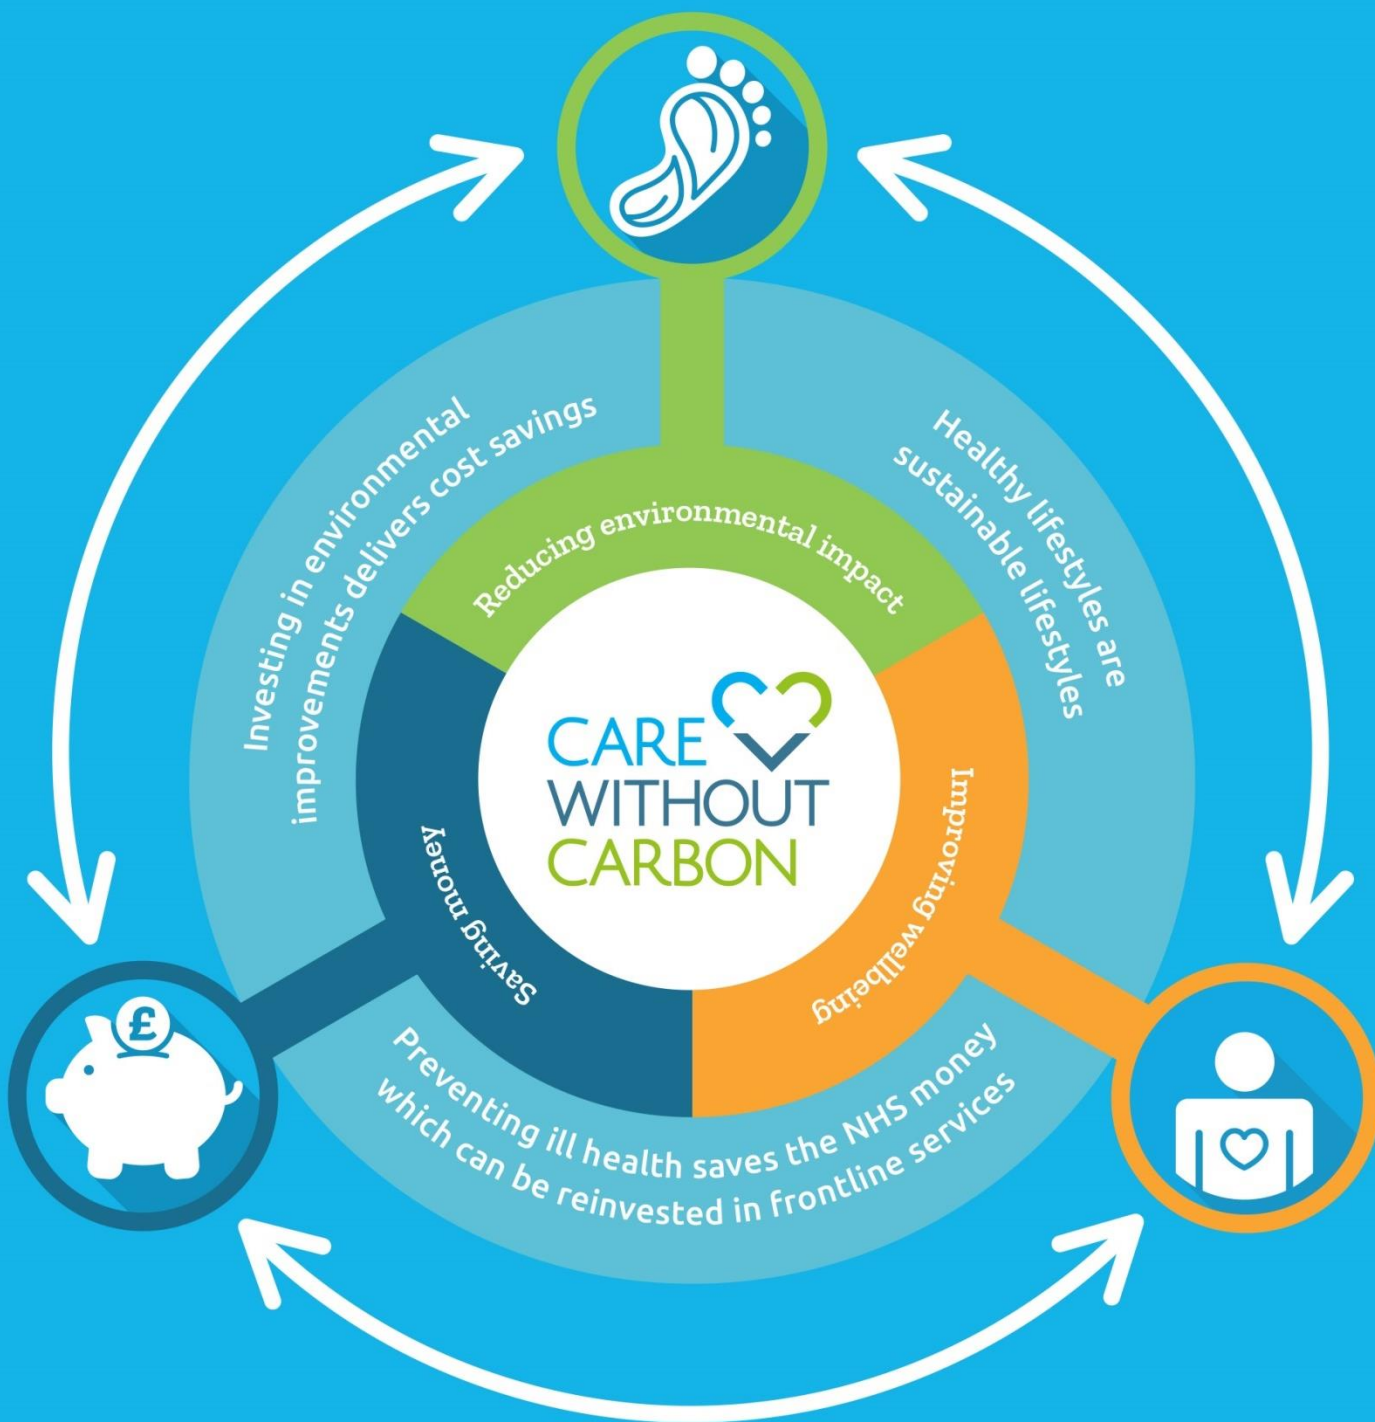 Investing in environmental
improvements delivers cost savings
Healthy lifestyles are
sustainable lifestyles
Reducing environmental impact
CARE
WITHOUT
CARBON
Saving money
Improving wellbeing
£
Preventing ill health saves the NHS money
which can be reinvested in frontline services